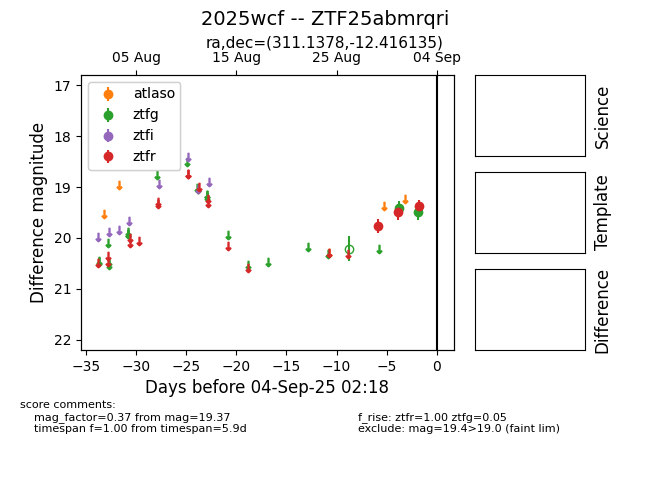 2025wcf -- ZTF25abmrqri
ra,dec=(311.1378,-12.416135)
05 Aug
15 Aug
25 Aug
04 Sep
17
18
19
20
21
22
Difference magnitude
atlaso
ztfg
ztfi
ztfr
−35
−30
−25
−20
−15
−10
−5
0
Days before 04-Sep-25 02:18
Science
Template
Difference
score comments:
mag_factor=0.37 from mag=19.37
timespan f=1.00 from timespan=5.9d
f_rise: ztfr=1.00 ztfg=0.05
exclude: mag=19.4>19.0 (faint lim)